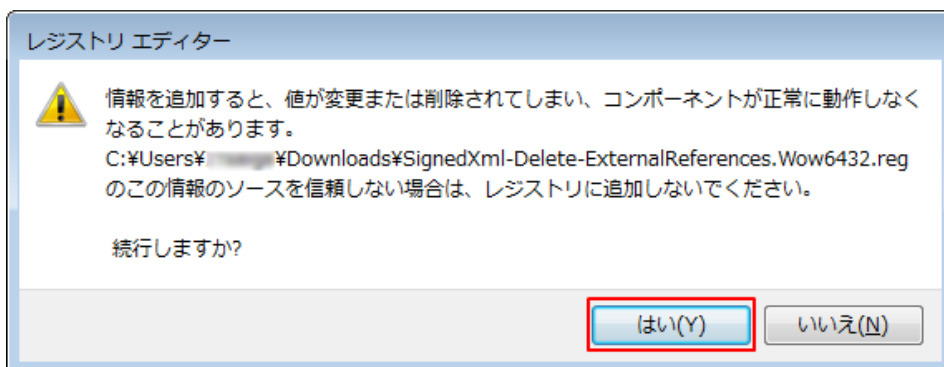 レジストリ エディター
情報を追加すると、値が変更または削除されてしまい、コンポーネントが正常に動作しなく
なることがあります。
C:¥Users¥ ¥Downloads¥SignedXml-Delete-ExternalReferences.Wow6432.reg
のこの情報のソースを信頼しない場合は、レジストリに追加しないでください。
続行しますか?
はい(Y)
いいえ(N)